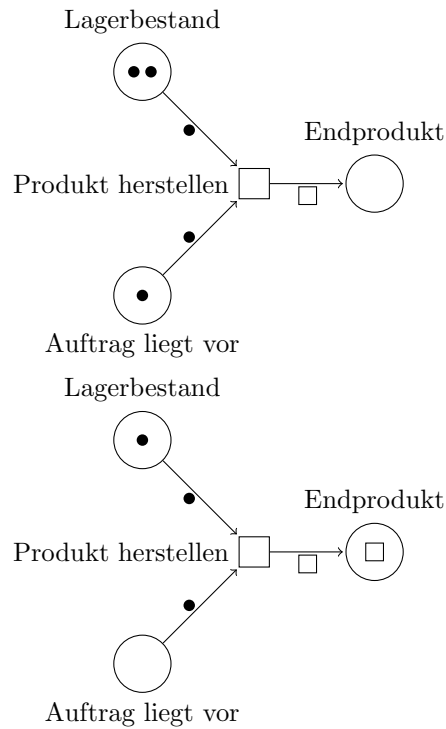 Lagerbestand
Endprodukt
Produkt herstellen
Auftrag liegt vor
Lagerbestand
Endprodukt
Produkt herstellen
Auftrag liegt vor